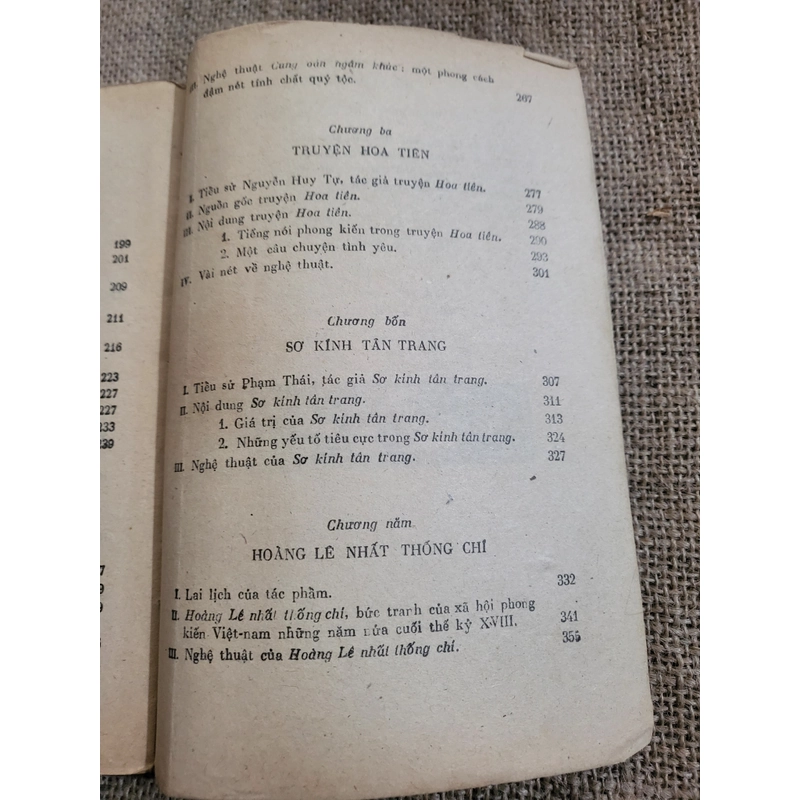 199
201
209
211
216
223
227
227
233
239
III. Nghệ thuật Cung oán ngâm khúc: một phong cách
đậm nét tính chất quý tộc.
267
Chương ba
TRUYỆN HOA TIÊN
I. Tiểu sử Nguyễn Huy Tự, tác giả truyện Hoa tiên. 277
II. Nguồn gốc truyện Hoa tiên. 279
III. Nội dung truyện Hoa tiên. 288
1. Tiếng nói phong kiến trong truyện Hoa tiên. 290
2. Một câu chuyện tình yêu. 293
IV. Vài nét về nghệ thuật. 301
Chương bốn
SƠ KÍNH TÂN TRANG
I. Tiểu sử Phạm Thái, tác giả Sơ kính tân trang. 307
II. Nội dung Sơ kính tân trang. 311
1. Giá trị của Sơ kính tân trang. 313
2. Những yếu tố tiêu cực trong Sơ kính tân trang. 324
III. Nghệ thuật của Sơ kính tân trang. 327
Chương năm
HOÀNG LÊ NHẤT THỐNG CHÍ
I. Lai lịch của tác phẩm. 332
II. Hoàng Lê nhất thống chí, bức tranh của xã hội phong
kiến Việt-nam những năm nửa cuối thế kỷ XVIII. 341
III. Nghệ thuật của Hoàng Lê nhất thống chí. 355